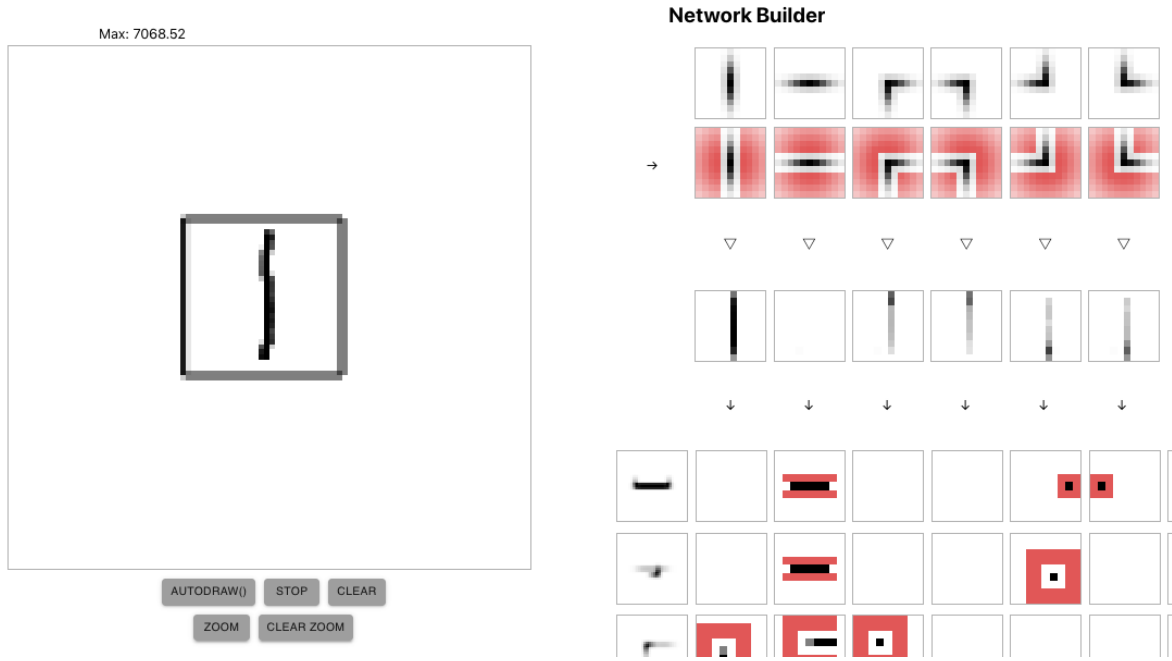 Network Builder
Max: 7068.52
AUTODRAW() STOP CLEAR
ZOOM CLEAR ZOOM